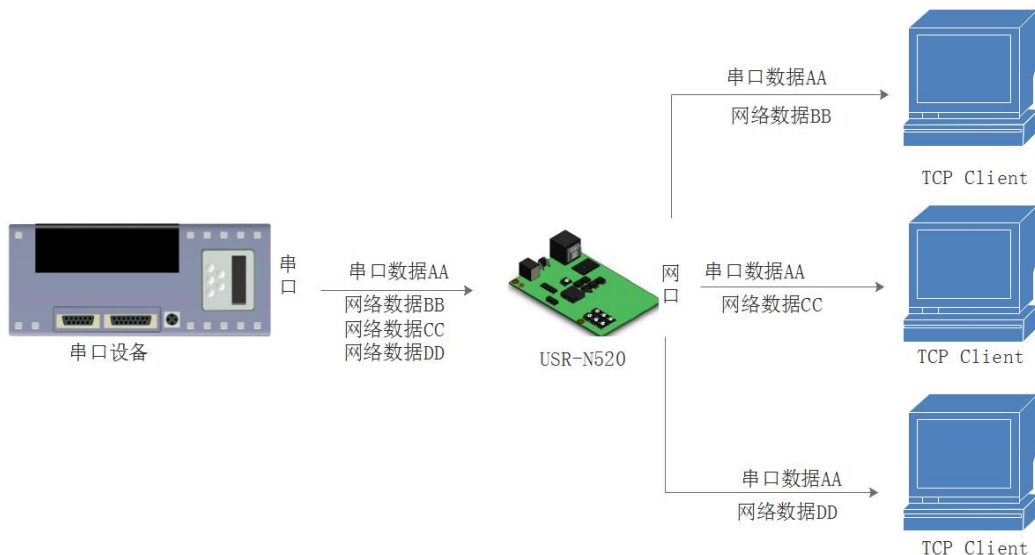 串口数据AA
网络数据BB
TCP Client
串口
串口数据AA
网络数据BB
网络数据CC
网络数据DD
串口设备
USR-N520
网口
串口数据AA
网络数据CC
TCP Client
串口数据AA
网络数据DD
TCP Client